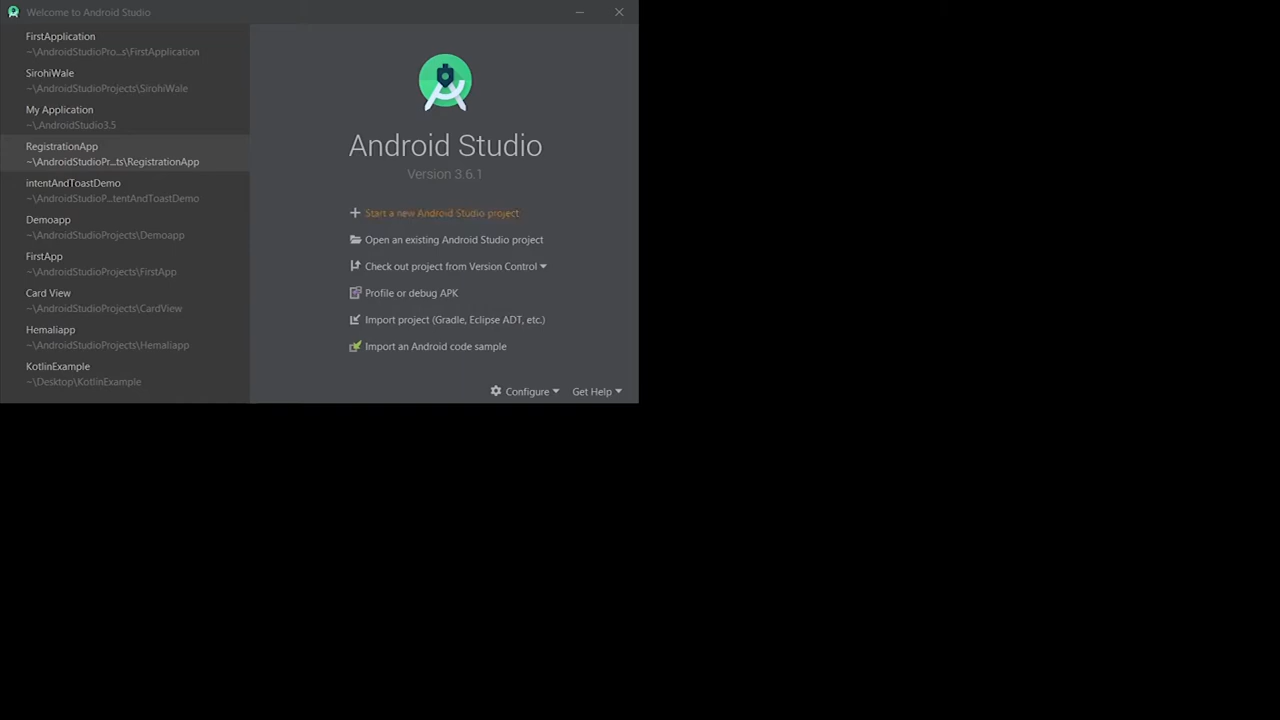 Welcome to Android Studio
FirstApplication
~\AndroidStudioPro...s\FirstApplication
SirohiWale
~\AndroidStudioProjects\SirohiWale
My Application
~\.AndroidStudio3.5
RegistrationApp
~\AndroidStudioPr...ts\RegistrationApp
intentAndToastDemo
~\AndroidStudioP...tentAndToastDemo
Demoapp
~\AndroidStudioProjects\Demoapp
FirstApp
~\AndroidStudioProjects\FirstApp
Card View
~\AndroidStudioProjects\CardView
Hemaliapp
~\AndroidStudioProjects\Hemaliapp
KotlinExample
~\Desktop\KotlinExample
Android Studio
Version 3.6.1
Start a new Android Studio project
Open an existing Android Studio project
Check out project from Version Control
Profile or debug APK
Import project (Gradle, Eclipse ADT, etc.)
Import an Android code sample
Configure
Get Help